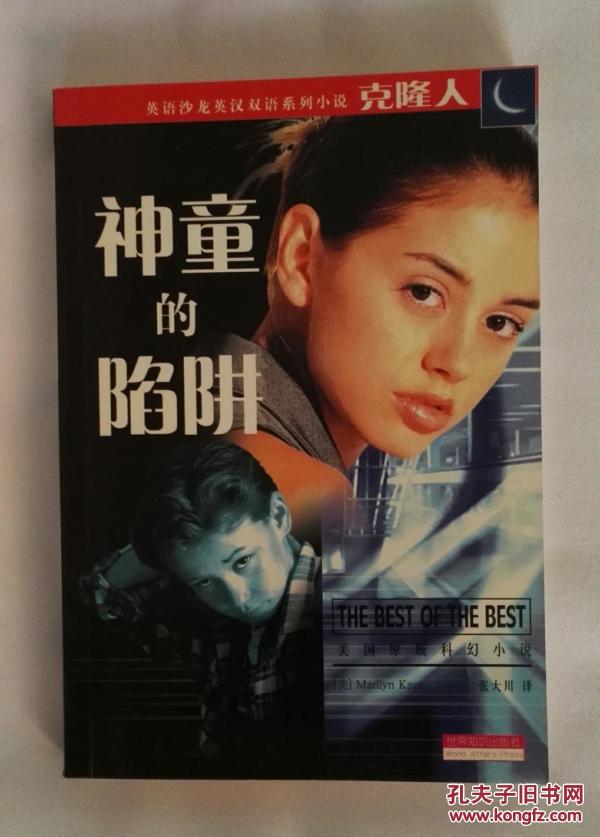 英语沙龙英汉双语系列小说 克隆人
神童
的
陷阱
THE BEST OF THE BEST
美国原版科幻小说
[美] Marilyn Kaye 张大川 译
世界知识出版社
World Affairs Press
孔夫子旧书网
www.kongfz.com